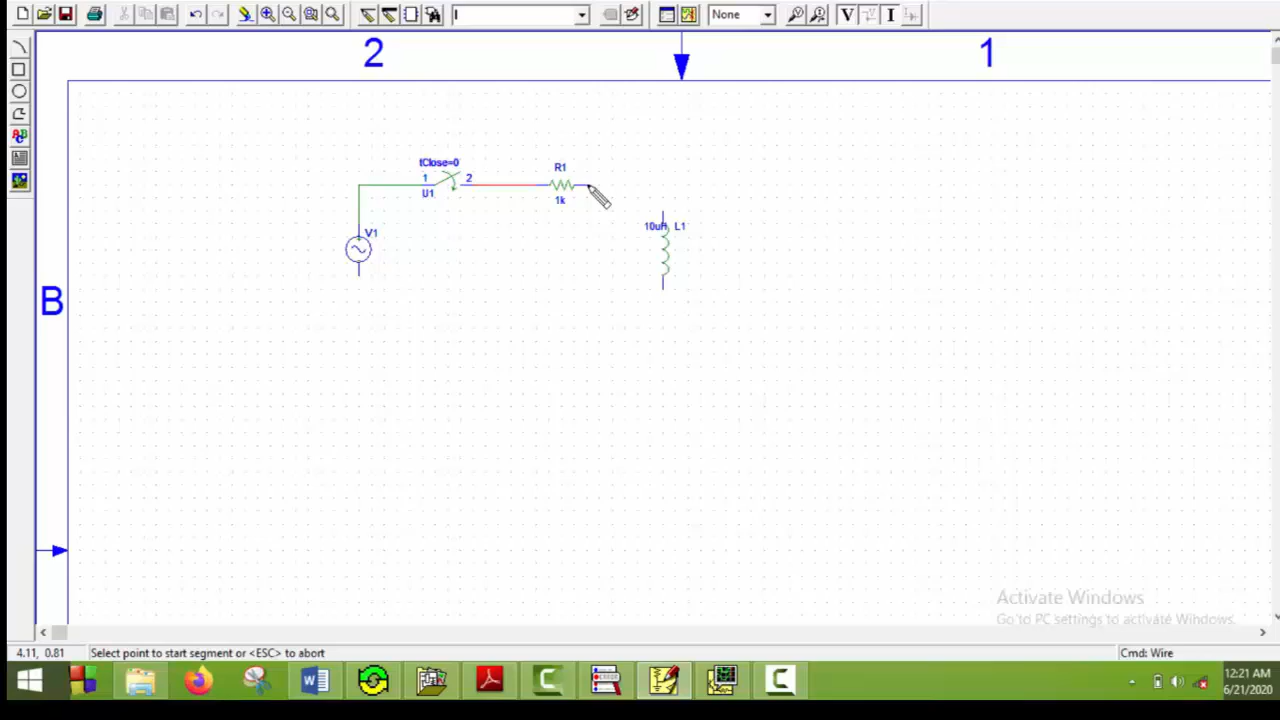 None
V
I
2
1
B
tClose=0
1
2
U1
R1
1k
V1
10uH
L1
Activate Windows
Go to PC settings to activate Windows.
4.11, 0.81
Select point to start segment or <ESC> to abort
Cmd: Wire
12:21 AM
6/21/2020